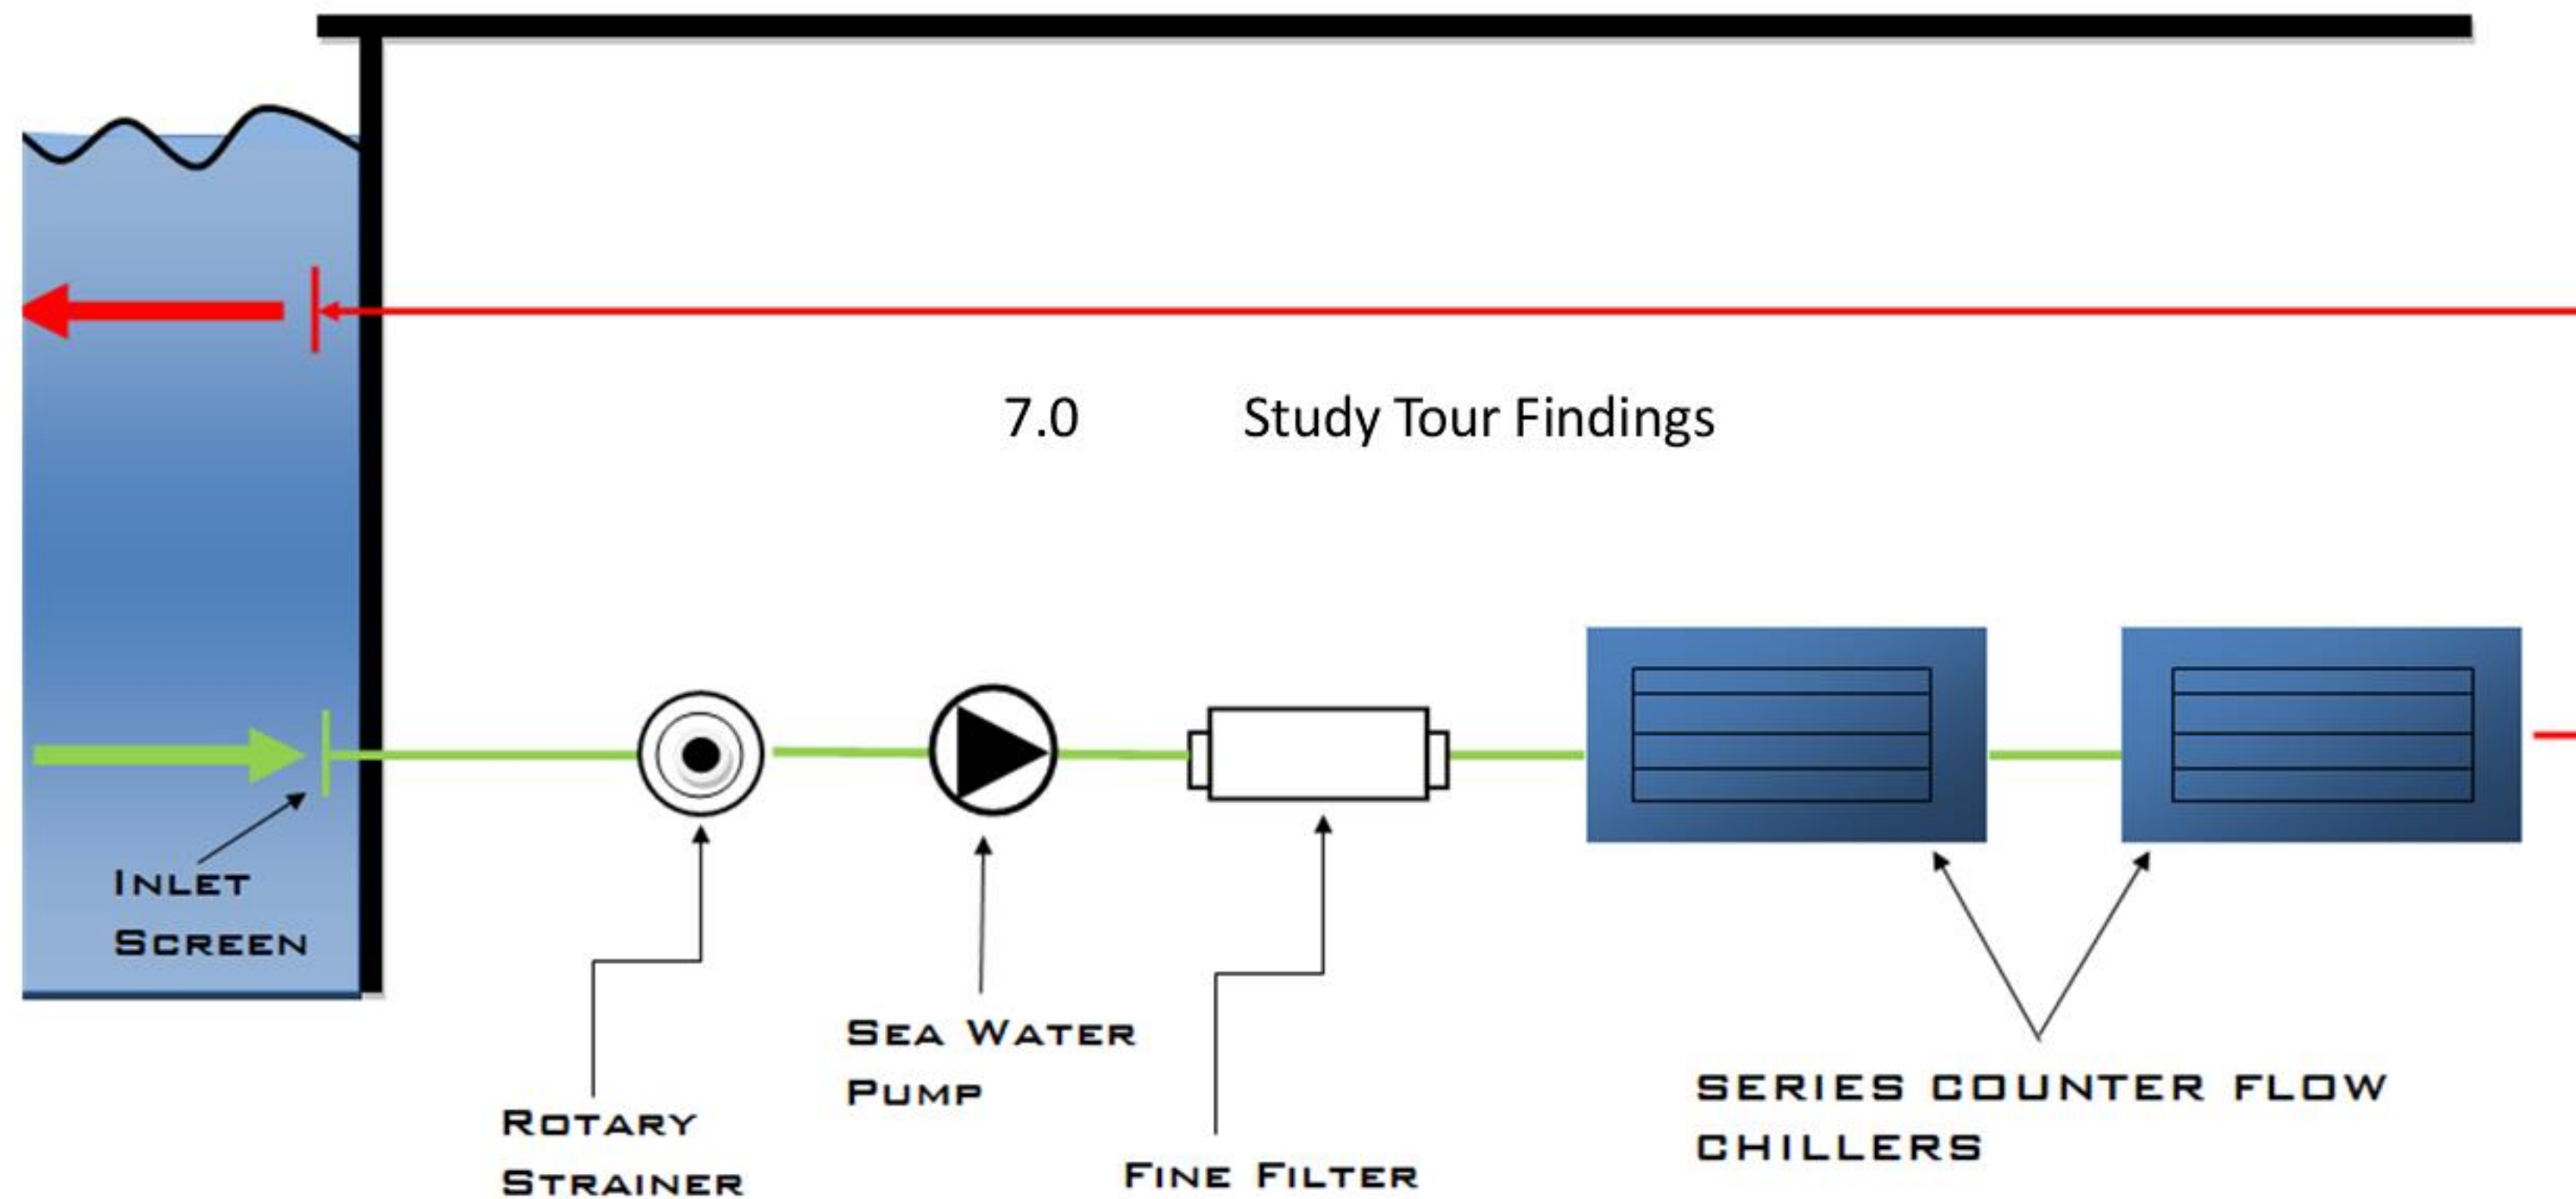 7.0 Study Tour Findings
INLET
SCREEN
SEA WATER
PUMP
ROTARY
STRAINER
FINE FILTER
SERIES COUNTER FLOW
CHILLERS